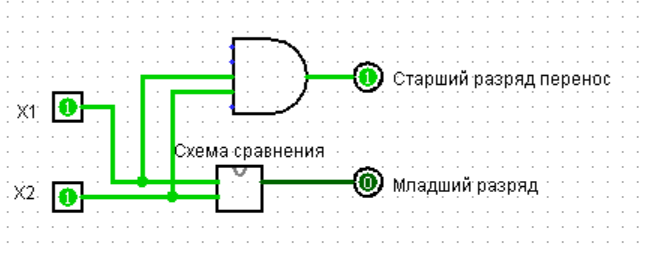 1
Старший разряд перенос
X1
1
Схема сравнения
X2
1
0
Младший разряд